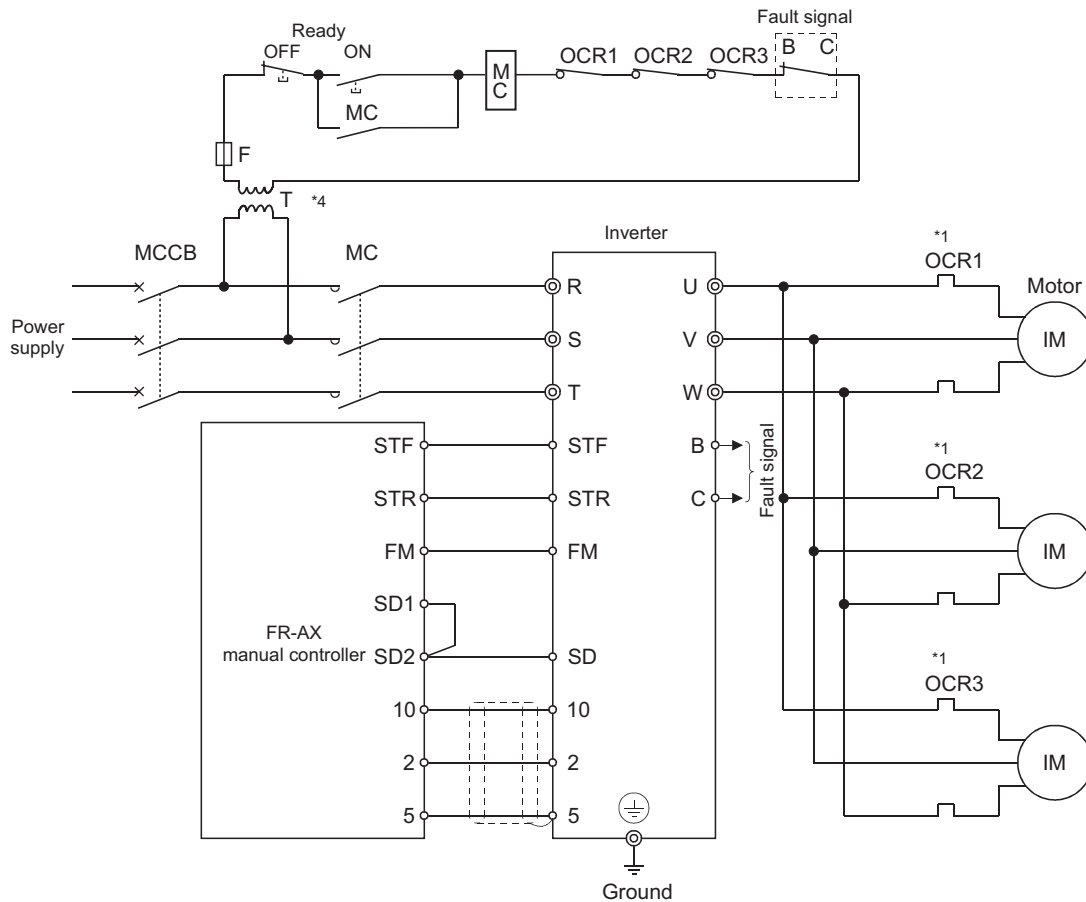 Fault signal
Ready
OFF
ON
OCR1
OCR2
OCR3
B
C
M
C
MC
F
T
*4
MCCB
MC
Inverter
*1
OCR1
Motor
R
U
IM
Power
supply
S
V
T
W
STF
STF
B
Fault signal
*1
OCR2
STR
STR
C
IM
FM
FM
SD1
FR-AX
manual controller
SD2
SD
*1
OCR3
10
10
2
2
IM
5
5
Ground